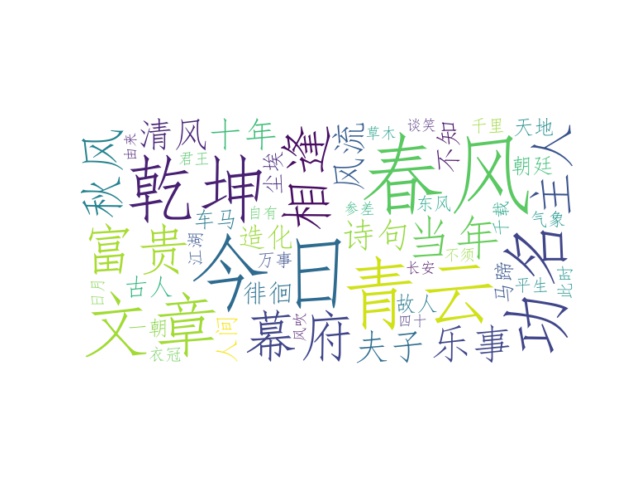 秋风
清风
十年
由来
君王
尘埃
相逢
风流
草木
谈笑
不知
千里
天地
朝廷
主人
乾坤
春风
车马
自有
参差
东风
千载
气象
富贵
江湖
造化
万事
诗句
当年
不须
功名
日月
古人
今日
徘徊
长安
青云
故人
马蹄
平生
此时
文章
一朝
衣冠
人间
幕府
风吹
四十
夫子
乐事